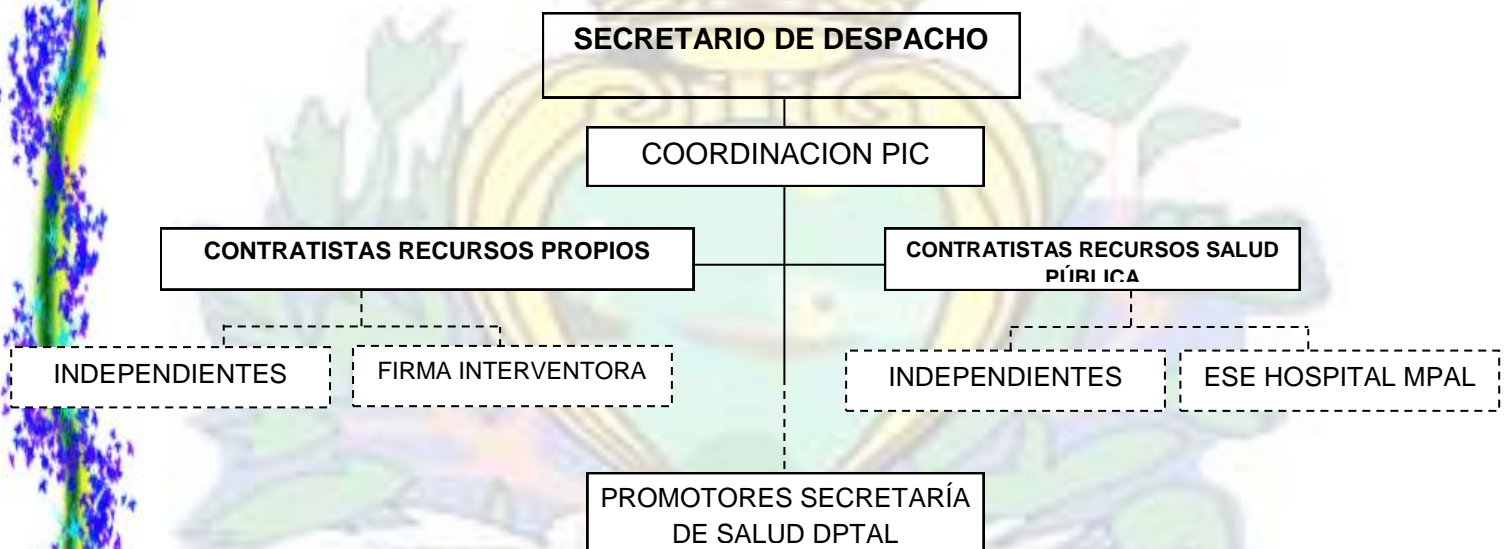 SECRETARIO DE DESPACHO
COORDINACION PIC
CONTRATISTAS RECURSOS PROPIOS
CONTRATISTAS RECURSOS SALUD
PÚBLICA
INDEPENDIENTES
FIRMA INTERVENTORA
INDEPENDIENTES
ESE HOSPITAL MPAL
PROMOTORES SECRETARÍA
DE SALUD DPTAL